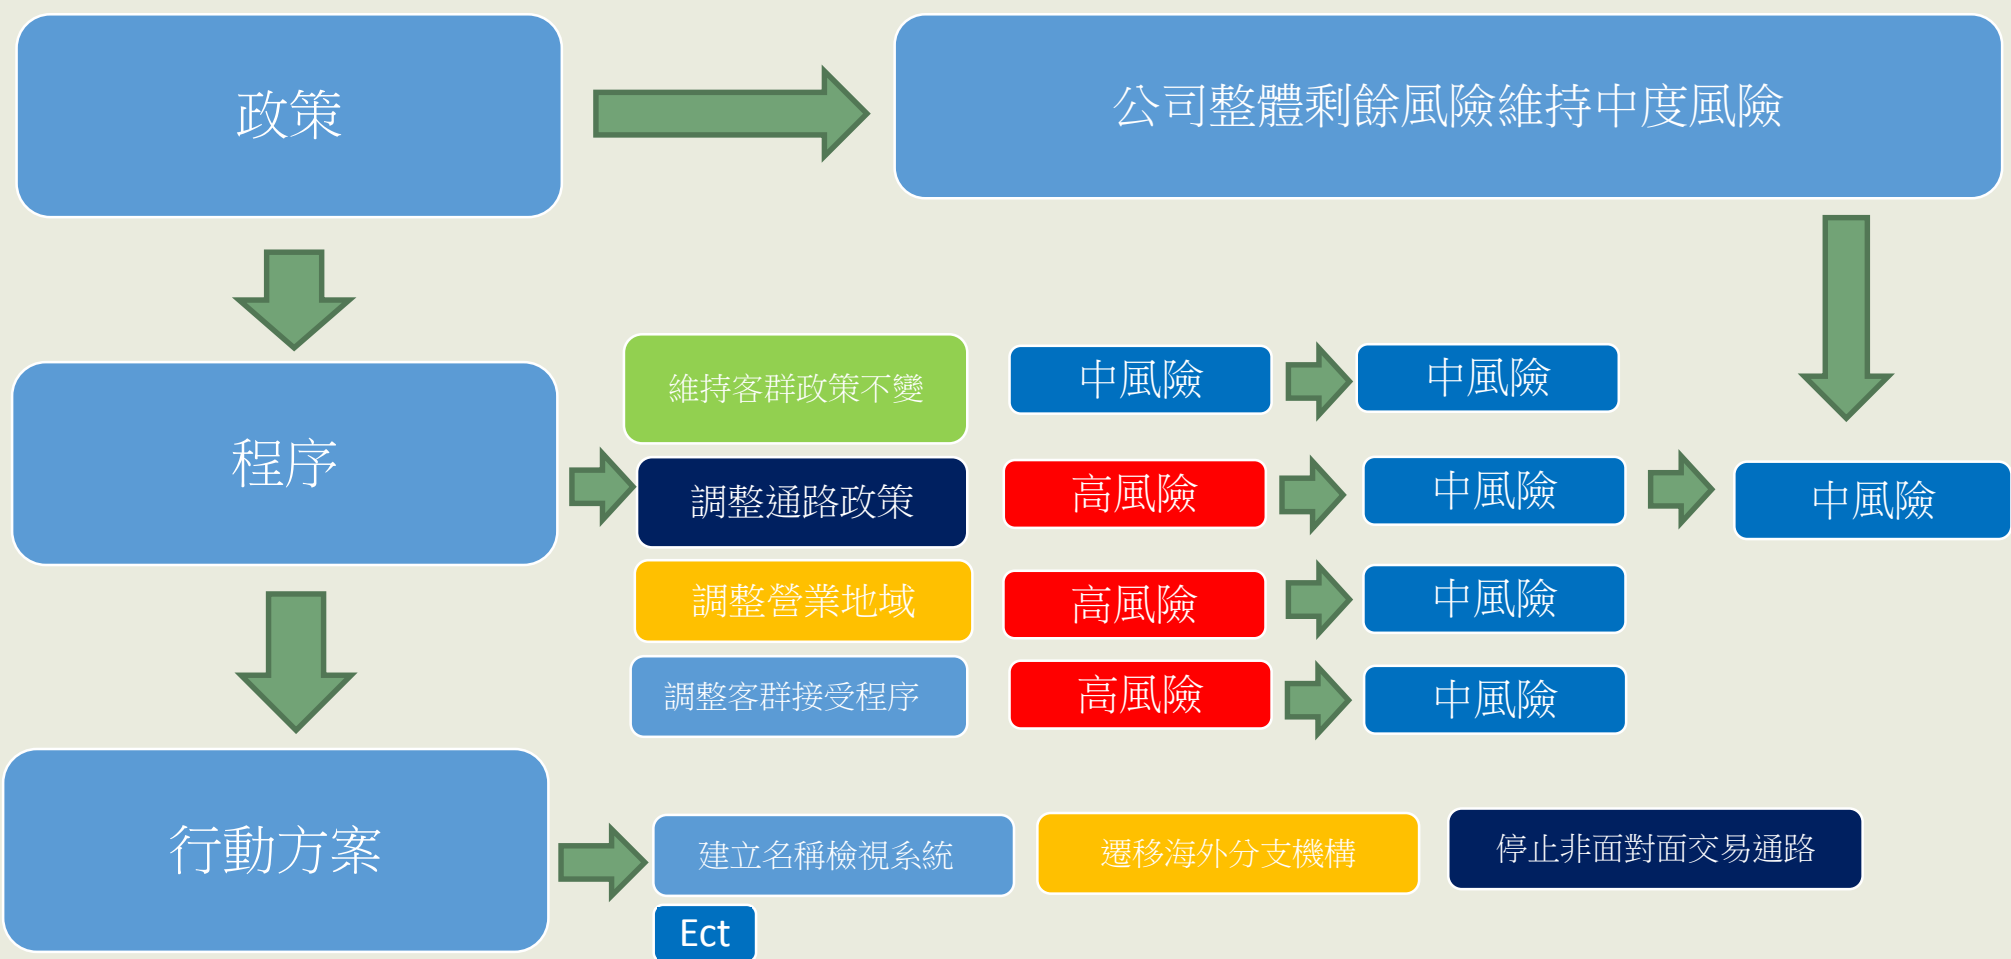 政策
公司整體剩餘風險維持中度風險
程序
維持客群政策不變
中風險
中風險
調整通路政策
高風險
中風險
中風險
調整營業地域
高風險
中風險
調整客群接受程序
高風險
中風險
行動方案
建立名稱檢視系統
遷移海外分支機構
停止非面對面交易通路
Ect